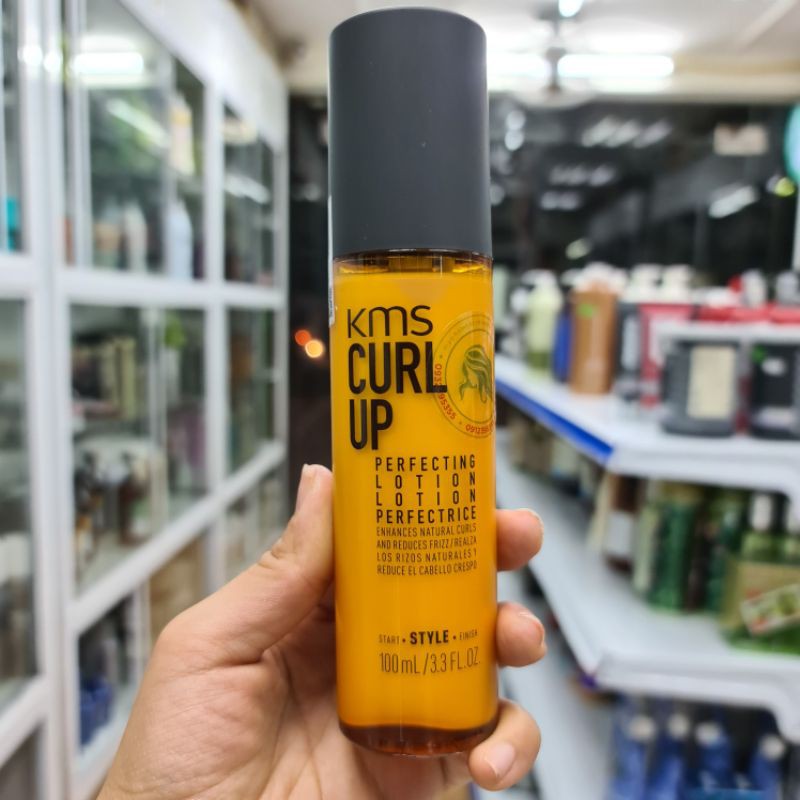 KMS
CURL
UP
PERFECTING
LOTION
LOTION
PERFECTRICE
ENHANCES NATURAL CURLS
AND REDUCES FRIZZ/REALZA
LOS RIZOS NATURALES Y
REDUCE EL CABELLO CRESPO
START • STYLE • FINISH
100 mL/3.3 FL.OZ.